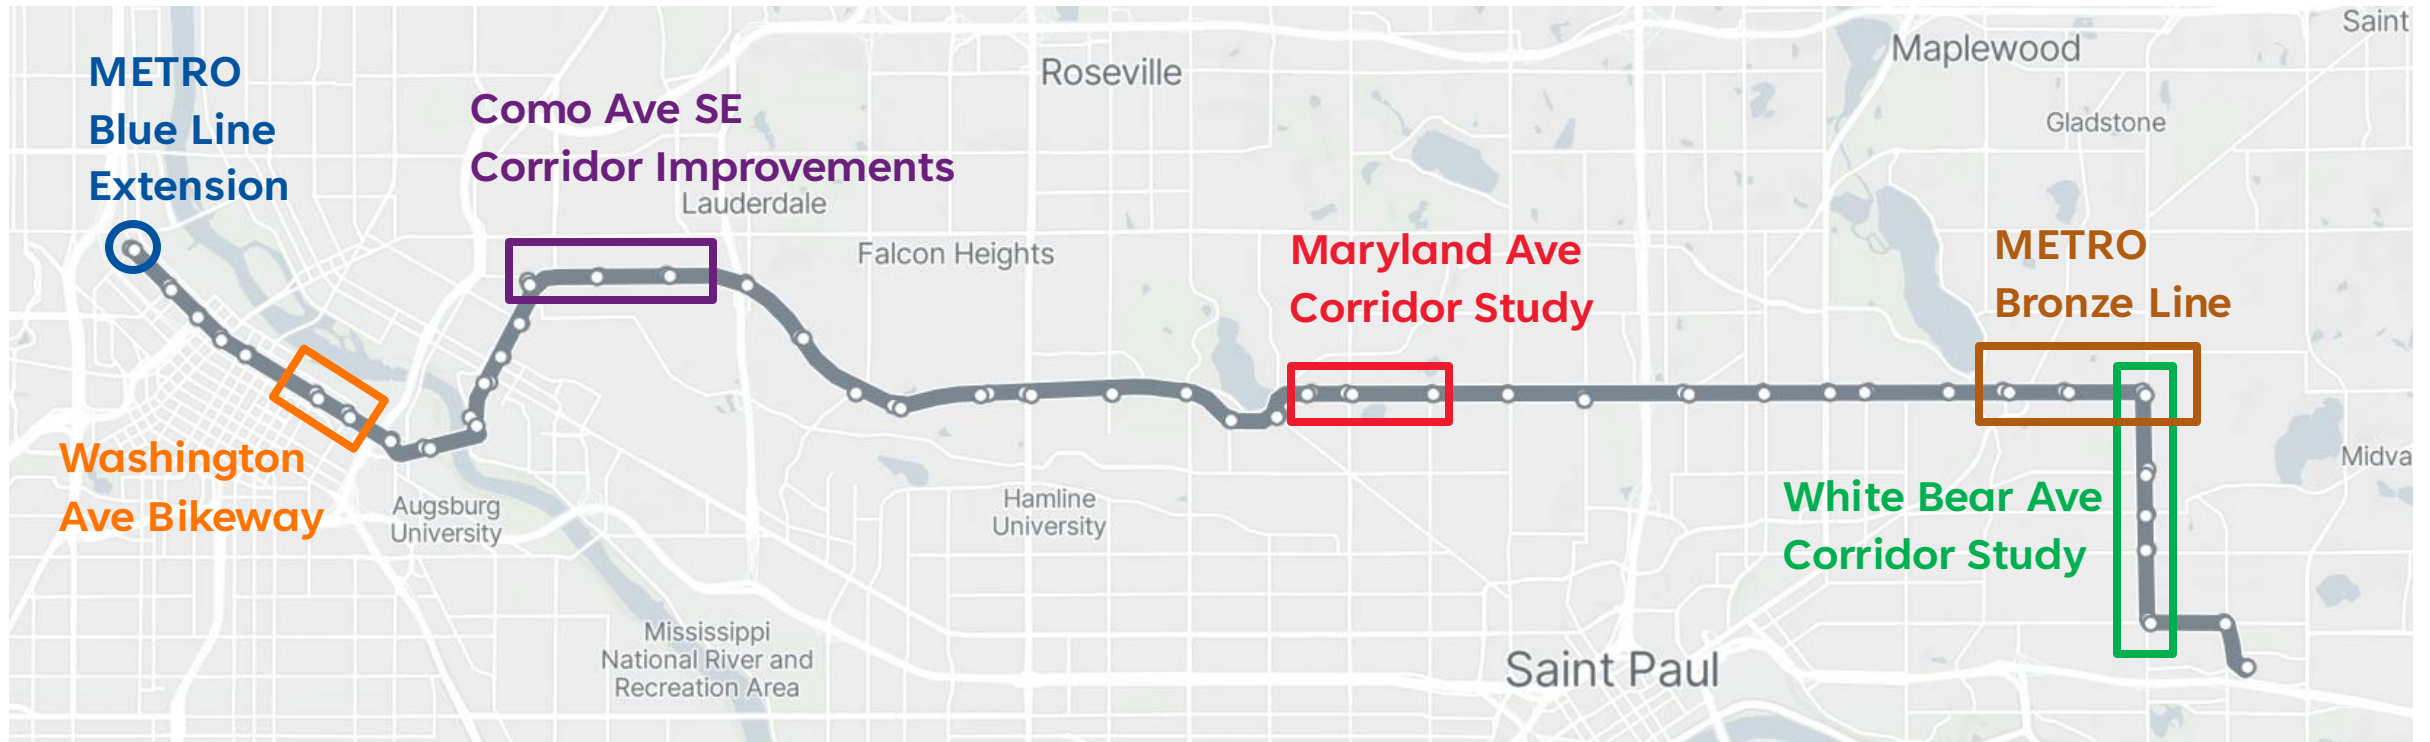 METRO
Blue Line
Extension
Como Ave SE
Corridor Improvements
Lauderdale
Roseville
Falcon Heights
Maryland Ave
Corridor Study
Maplewood
Saint
Gladstone
METRO
Bronze Line
Washington
Ave Bikeway
Augsburg
University
Hamline
University
White Bear Ave
Corridor Study
Midva
Mississippi
National River and
Recreation Area
Saint Paul